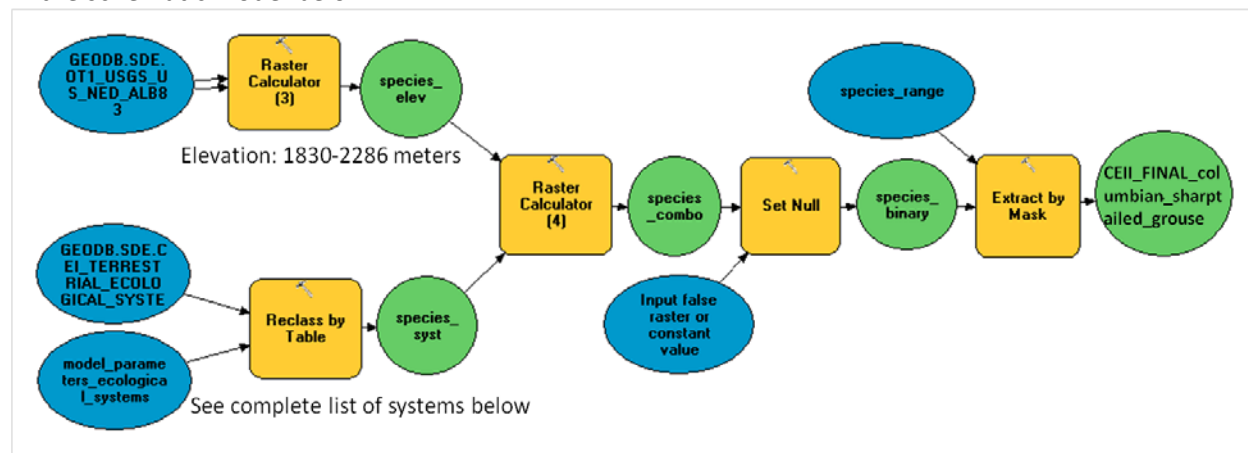 GEODB.SDE.
OT1_USGS_U
S_NED_ALB8
3
Raster
Calculator
(3)
species_
elev
Elevation: 1830-2286 meters
species_range
Raster
Calculator
(4)
species
_combo
Set Null
species_
binary
Extract by
Mask
CEII_FINAL_col
umbian_sharpt
ailed_grouse
GEODB.SDE.C
EI_TERREST
RIAL_ECOLO
GICAL_SYSTE
Reclass by
Table
species_
syst
Input false
raster or
constant
value
model_parame
ters_ecologica
l_systems
See complete list of systems below